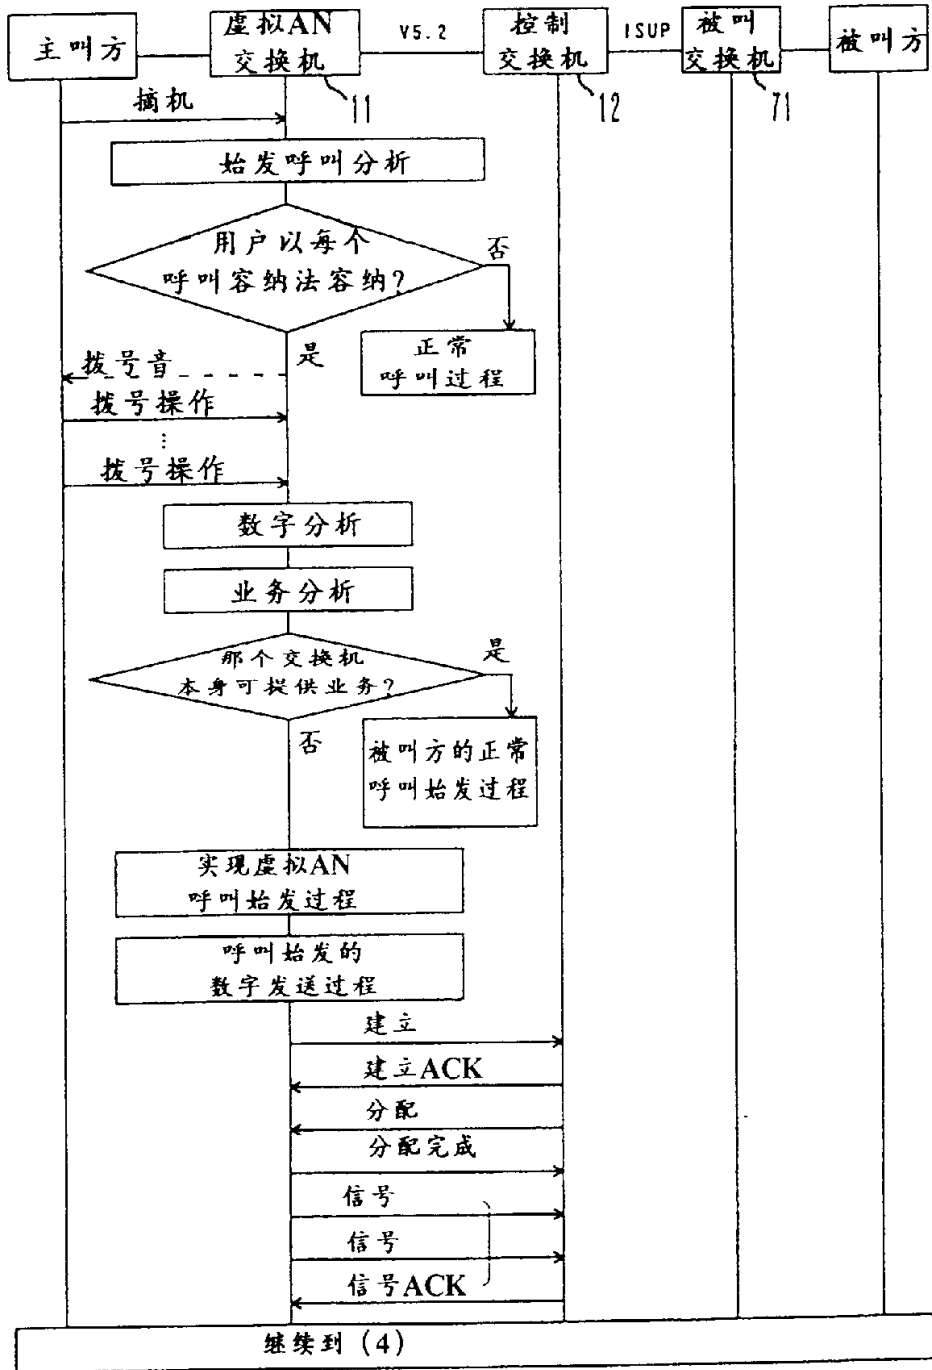 主叫方
虚拟AN
交换机
V5.2
控制
交换机
ISUP
被叫
交换机
被叫方
11
12
71
摘机
始发呼叫分析
用户以每个
呼叫容纳法容纳?
否
是
正常
呼叫过程
拨号音
拨号操作
⋮
拨号操作
数字分析
业务分析
那个交换机
本身可提供业务?
是
否
被叫方的正常
呼叫始发过程
实现虚拟AN
呼叫始发过程
呼叫始发的
数字发送过程
建立
建立ACK
分配
分配完成
信号
信号
信号ACK
继续到 (4)